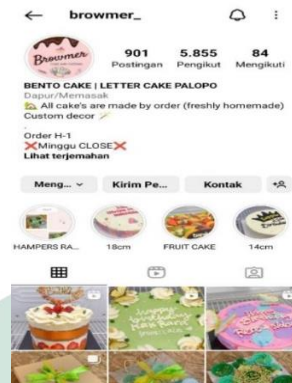 browmer_
Browmer
901 5.855 84
Postingan Pengikut Mengikuti
BENTO CAKE | LETTER CAKE PALOPO
Dapur/Memasak
All cake's are made by order (freshly homemade)
Custom decor
.
Order H-1
❌Minggu CLOSE❌
Lihat terjemahan
Meng... Kirim Pe... Kontak
HAMPERS RA... 18cm FRUIT CAKE 14cm